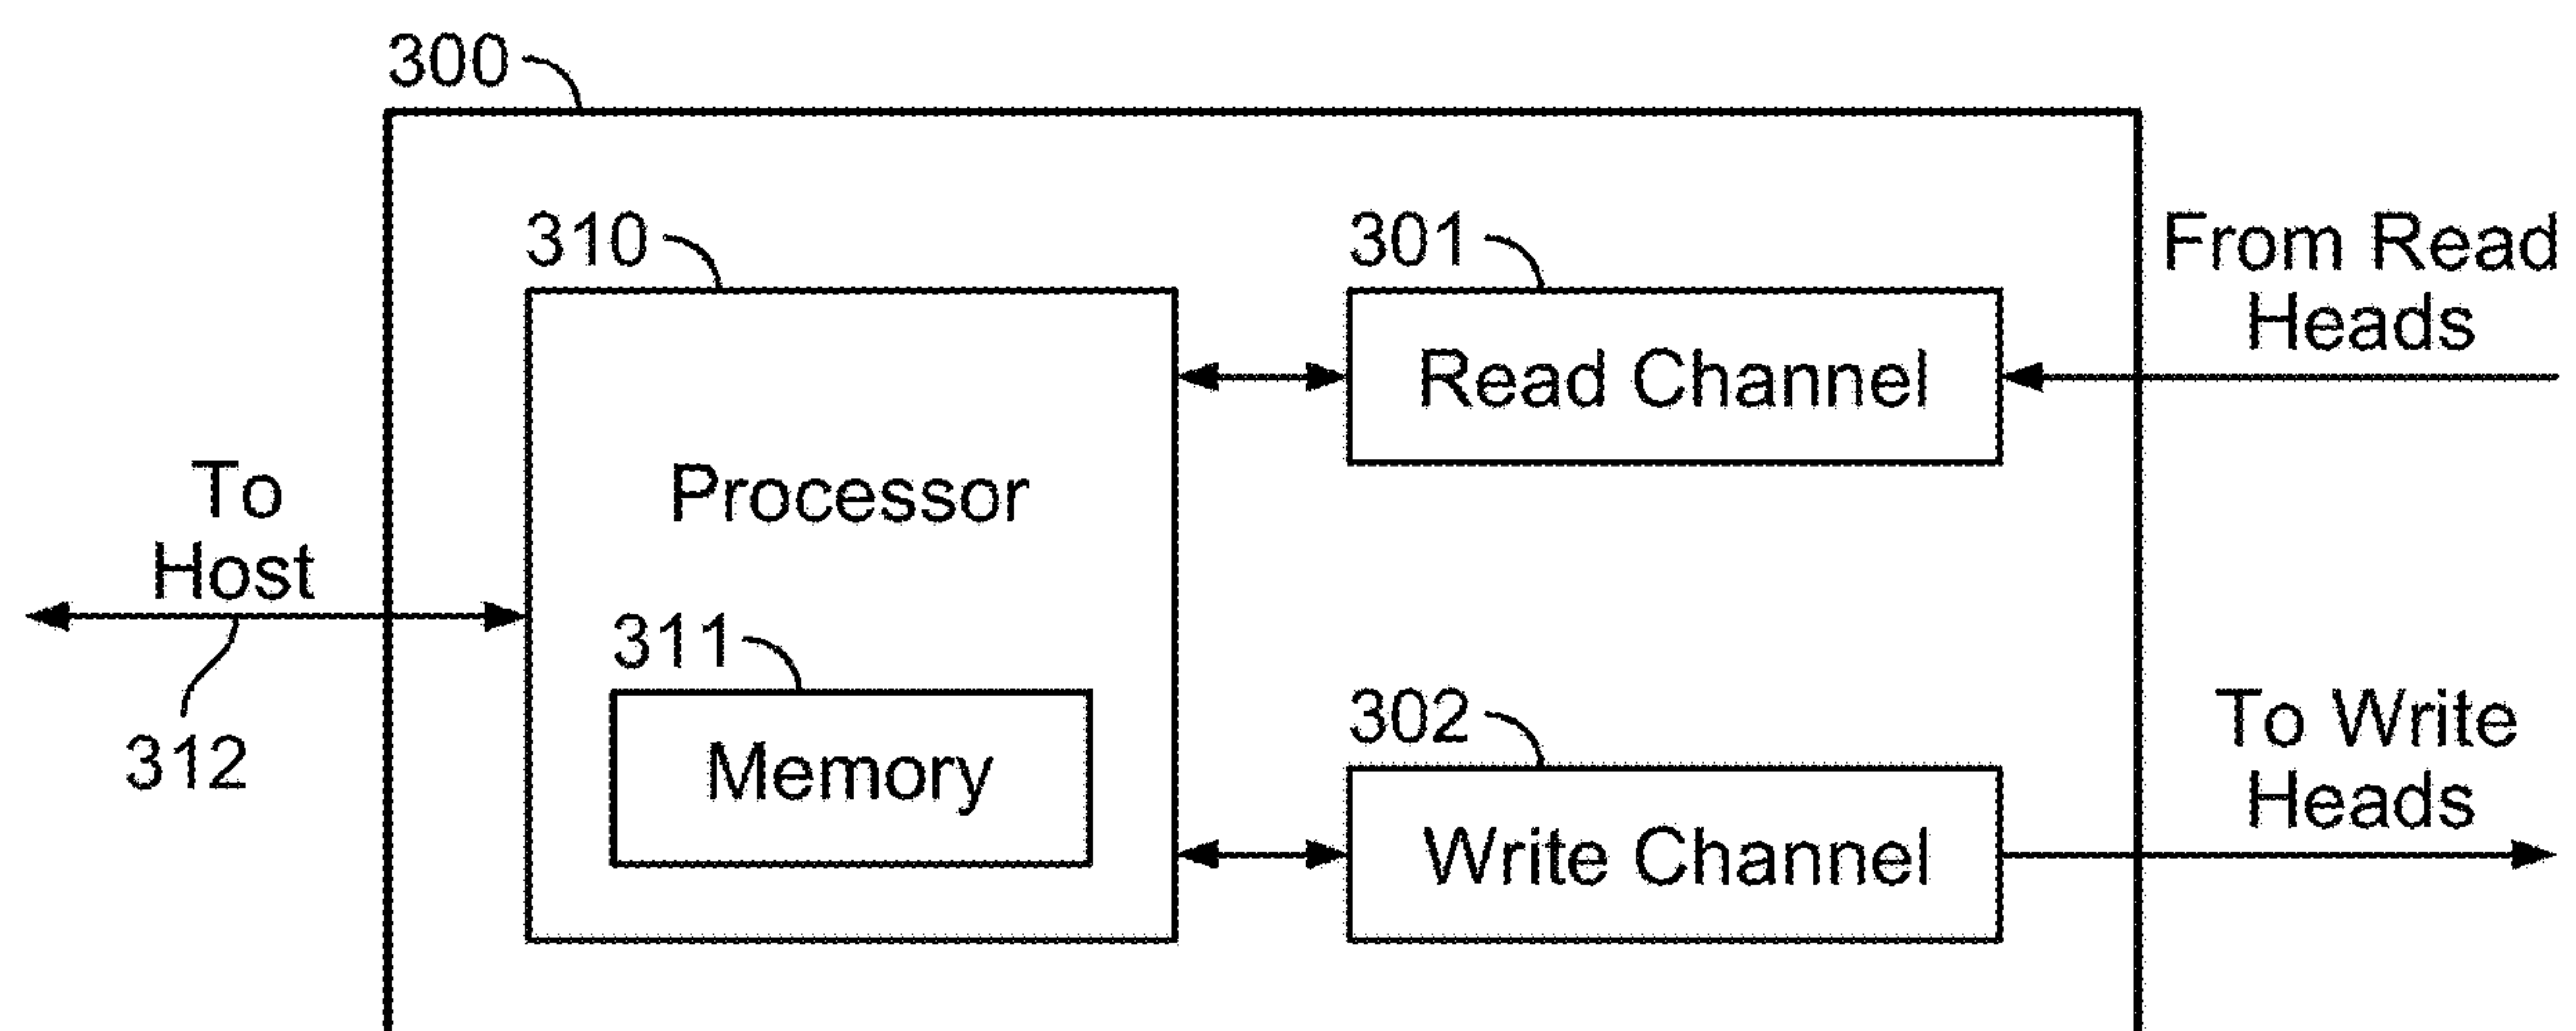 300
310
301
From Read
Heads
Read Channel
Processor
To
Host
311
302
To Write
Heads
312
Memory
Write Channel